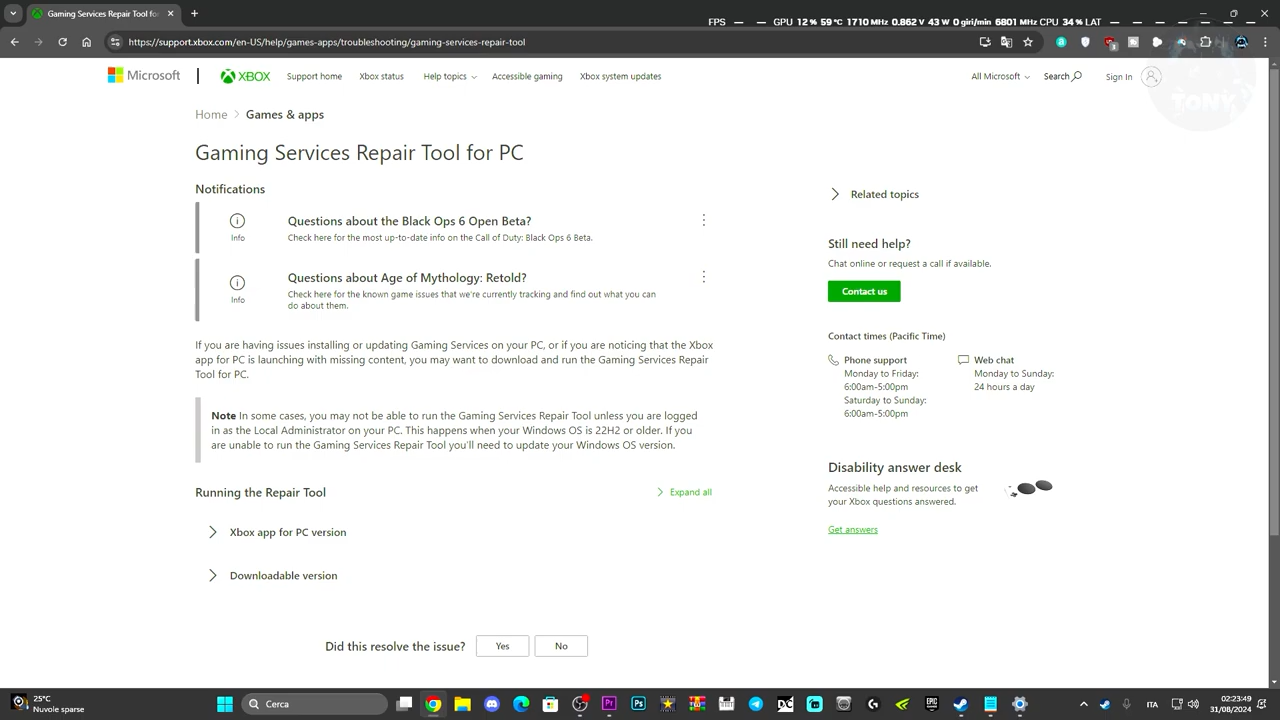 Gaming Services Repair Tool for
FPS — — GPU 12 % 59 °C 1710 MHz 0.862 V 43 W 0 giri/min 6801 MHz CPU 34 % LAT — —
https://support.xbox.com/en-US/help/games-apps/troubleshooting/gaming-services-repair-tool
3
Microsoft
XBOX
Support home
Xbox status
Help topics
Accessible gaming
Xbox system updates
All Microsoft
Search
Sign In
TONY
Home > Games & apps
Gaming Services Repair Tool for PC
Notifications
Info
Questions about the Black Ops 6 Open Beta?
Check here for the most up-to-date info on the Call of Duty: Black Ops 6 Beta.
Info
Questions about Age of Mythology: Retold?
Check here for the known game issues that we're currently tracking and find out what you can
do about them.
If you are having issues installing or updating Gaming Services on your PC, or if you are noticing that the Xbox
app for PC is launching with missing content, you may want to download and run the Gaming Services Repair
Tool for PC.
Note In some cases, you may not be able to run the Gaming Services Repair Tool unless you are logged
in as the Local Administrator on your PC. This happens when your Windows OS is 22H2 or older. If you
are unable to run the Gaming Services Repair Tool you'll need to update your Windows OS version.
Running the Repair Tool
Expand all
Xbox app for PC version
Downloadable version
Did this resolve the issue?
Yes
No
Related topics
Still need help?
Chat online or request a call if available.
Contact us
Contact times (Pacific Time)
Phone support
Monday to Friday:
6:00am-5:00pm
Saturday to Sunday:
6:00am-5:00pm
Web chat
Monday to Sunday:
24 hours a day
Disability answer desk
Accessible help and resources to get
your Xbox questions answered.
Get answers
25°C
Nuvole sparse
Cerca
Pr
Ps
DC
EPIC
ITA
02:23:49
31/08/2024